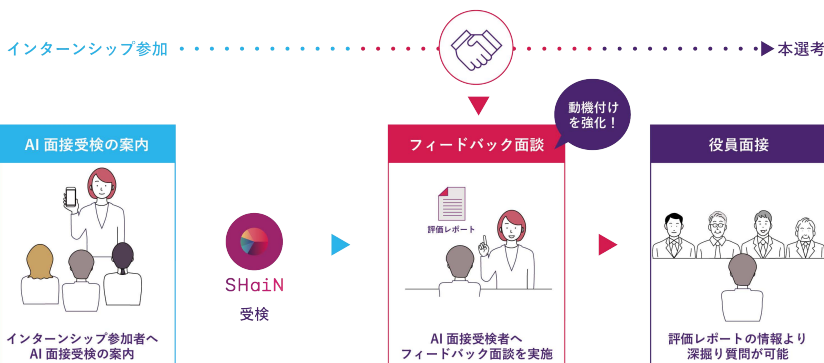 インターンシップ参加
本選考
動機付け
を強化！
AI 面接受検の案内
インターンシップ参加者へ
AI 面接受検の案内
SHaiN
受検
フィードバック面談
評価レポート
AI 面接受検者へ
フィードバック面談を実施
役員面接
評価レポートの情報より
深掘り質問が可能